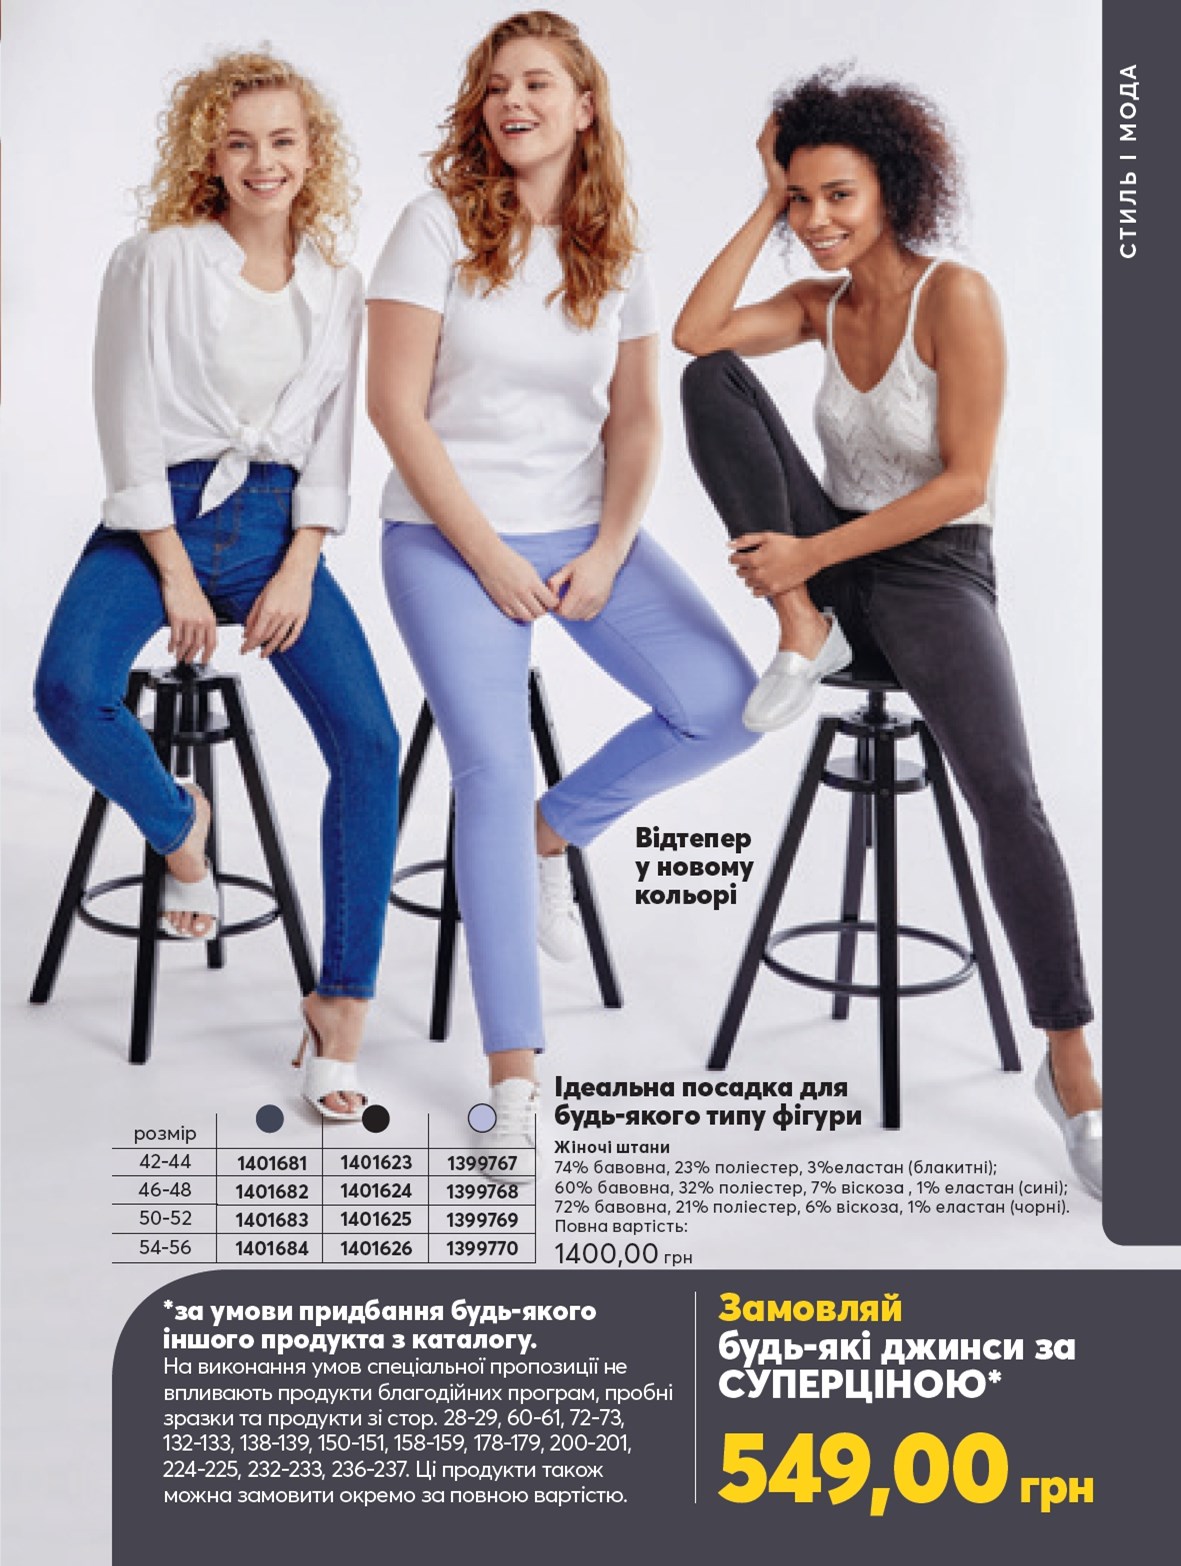 СТИЛЬ І МОДА
Відтепер
у новому
кольорі
розмір
42-44 1401681 1401623 1399767
46-48 1401682 1401624 1399768
50-52 1401683 1401625 1399769
54-56 1401684 1401626 1399770
Ідеальна посадка для
будь-якого типу фігури
Жіночі штани
74% бавовна, 23% поліестер, 3%еластан (блакитні);
60% бавовна, 32% поліестер, 7% віскоза , 1% еластан (сині);
72% бавовна, 21% поліестер, 6% віскоза, 1% еластан (чорні).
Повна вартість:
1400,00 грн
*за умови придбання будь-якого
іншого продукта з каталогу.
На виконання умов спеціальної пропозиції не
впливають продукти благодійних програм, пробні
зразки та продукти зі стор. 28-29, 60-61, 72-73,
132-133, 138-139, 150-151, 158-159, 178-179, 200-201,
224-225, 232-233, 236-237. Ці продукти також
можна замовити окремо за повною вартістю.
Замовляй
будь-які джинси за
СУПЕРЦІНОЮ*
549,00 грн